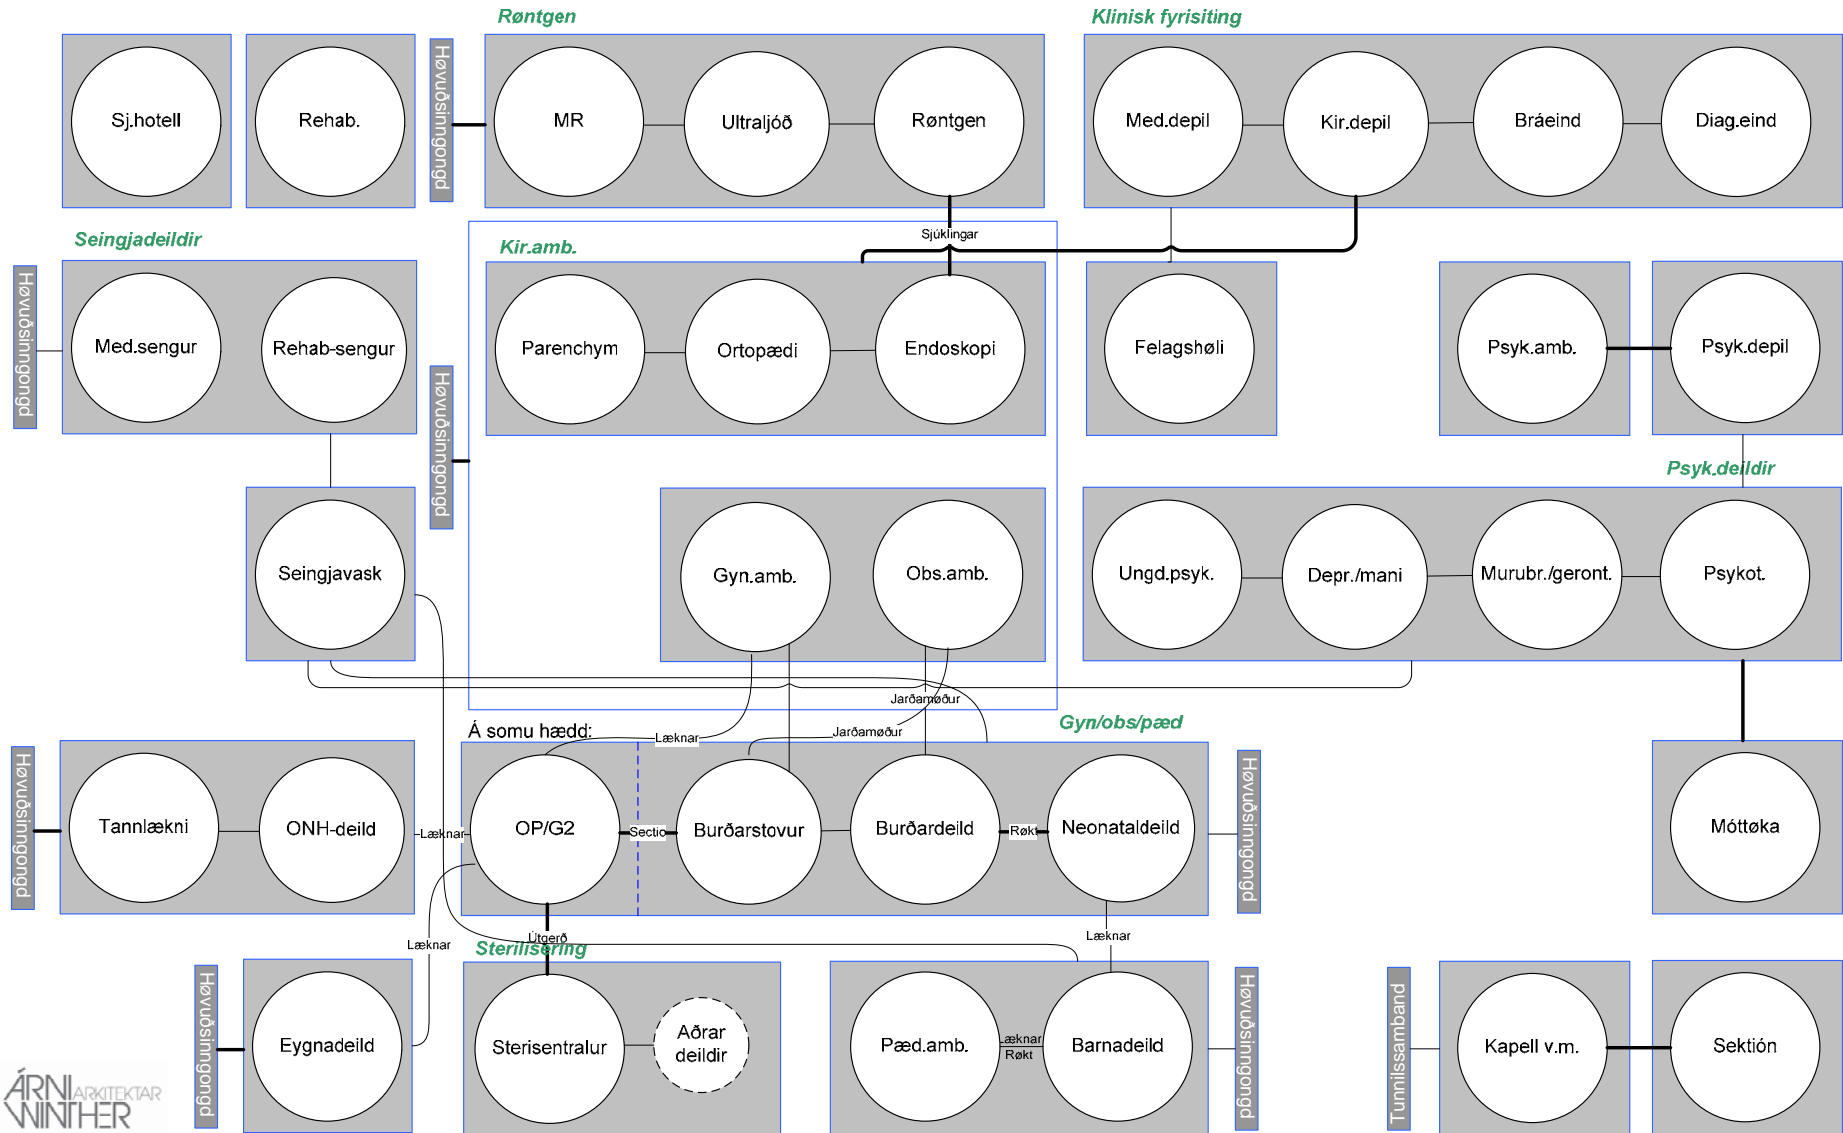 Røntgen
Klinisk fyrisiting
Sj.hotell
Rehab.
Høvuðsinngongd
MR
Ultraljóð
Røntgen
Med.depil
Kir.depil
Bráeind
Diag.eind
Sjúklingar
Seingjadeildir
Kir.amb.
Høvuðsinngongd
Med.sengur
Rehab-sengur
Høvuðsinngongd
Parenchym
Ortopædi
Endoskopi
Felagshøli
Psyk.amb.
Psyk.depil
Psyk.deildir
Seingjavask
Gyn.amb.
Obs.amb.
Ungd.psyk.
Depr./mani
Murubr./geront.
Psykot.
Jarðamøður
Jarðamøður
Læknar
Á somu hædd:
Gyn/obs/pæd
Høvuðsinngongd
Tannlækni
ONH-deild
Læknar
OP/G2
Sectio
Burðarstovur
Burðardeild
Røkt
Neonataldeild
Høvuðsinngongd
Móttøka
Læknar
Útgerð
Sterilisering
Læknar
Høvuðsinngongd
Eygnadeild
Sterisentralur
Aðrar
deildir
Pæd.amb.
Læknar
Røkt
Barnadeild
Høvuðsinngongd
Tunnilssamband
Kapell v.m.
Sektión
ÁRNI ARKITEKTAR
WINTHER